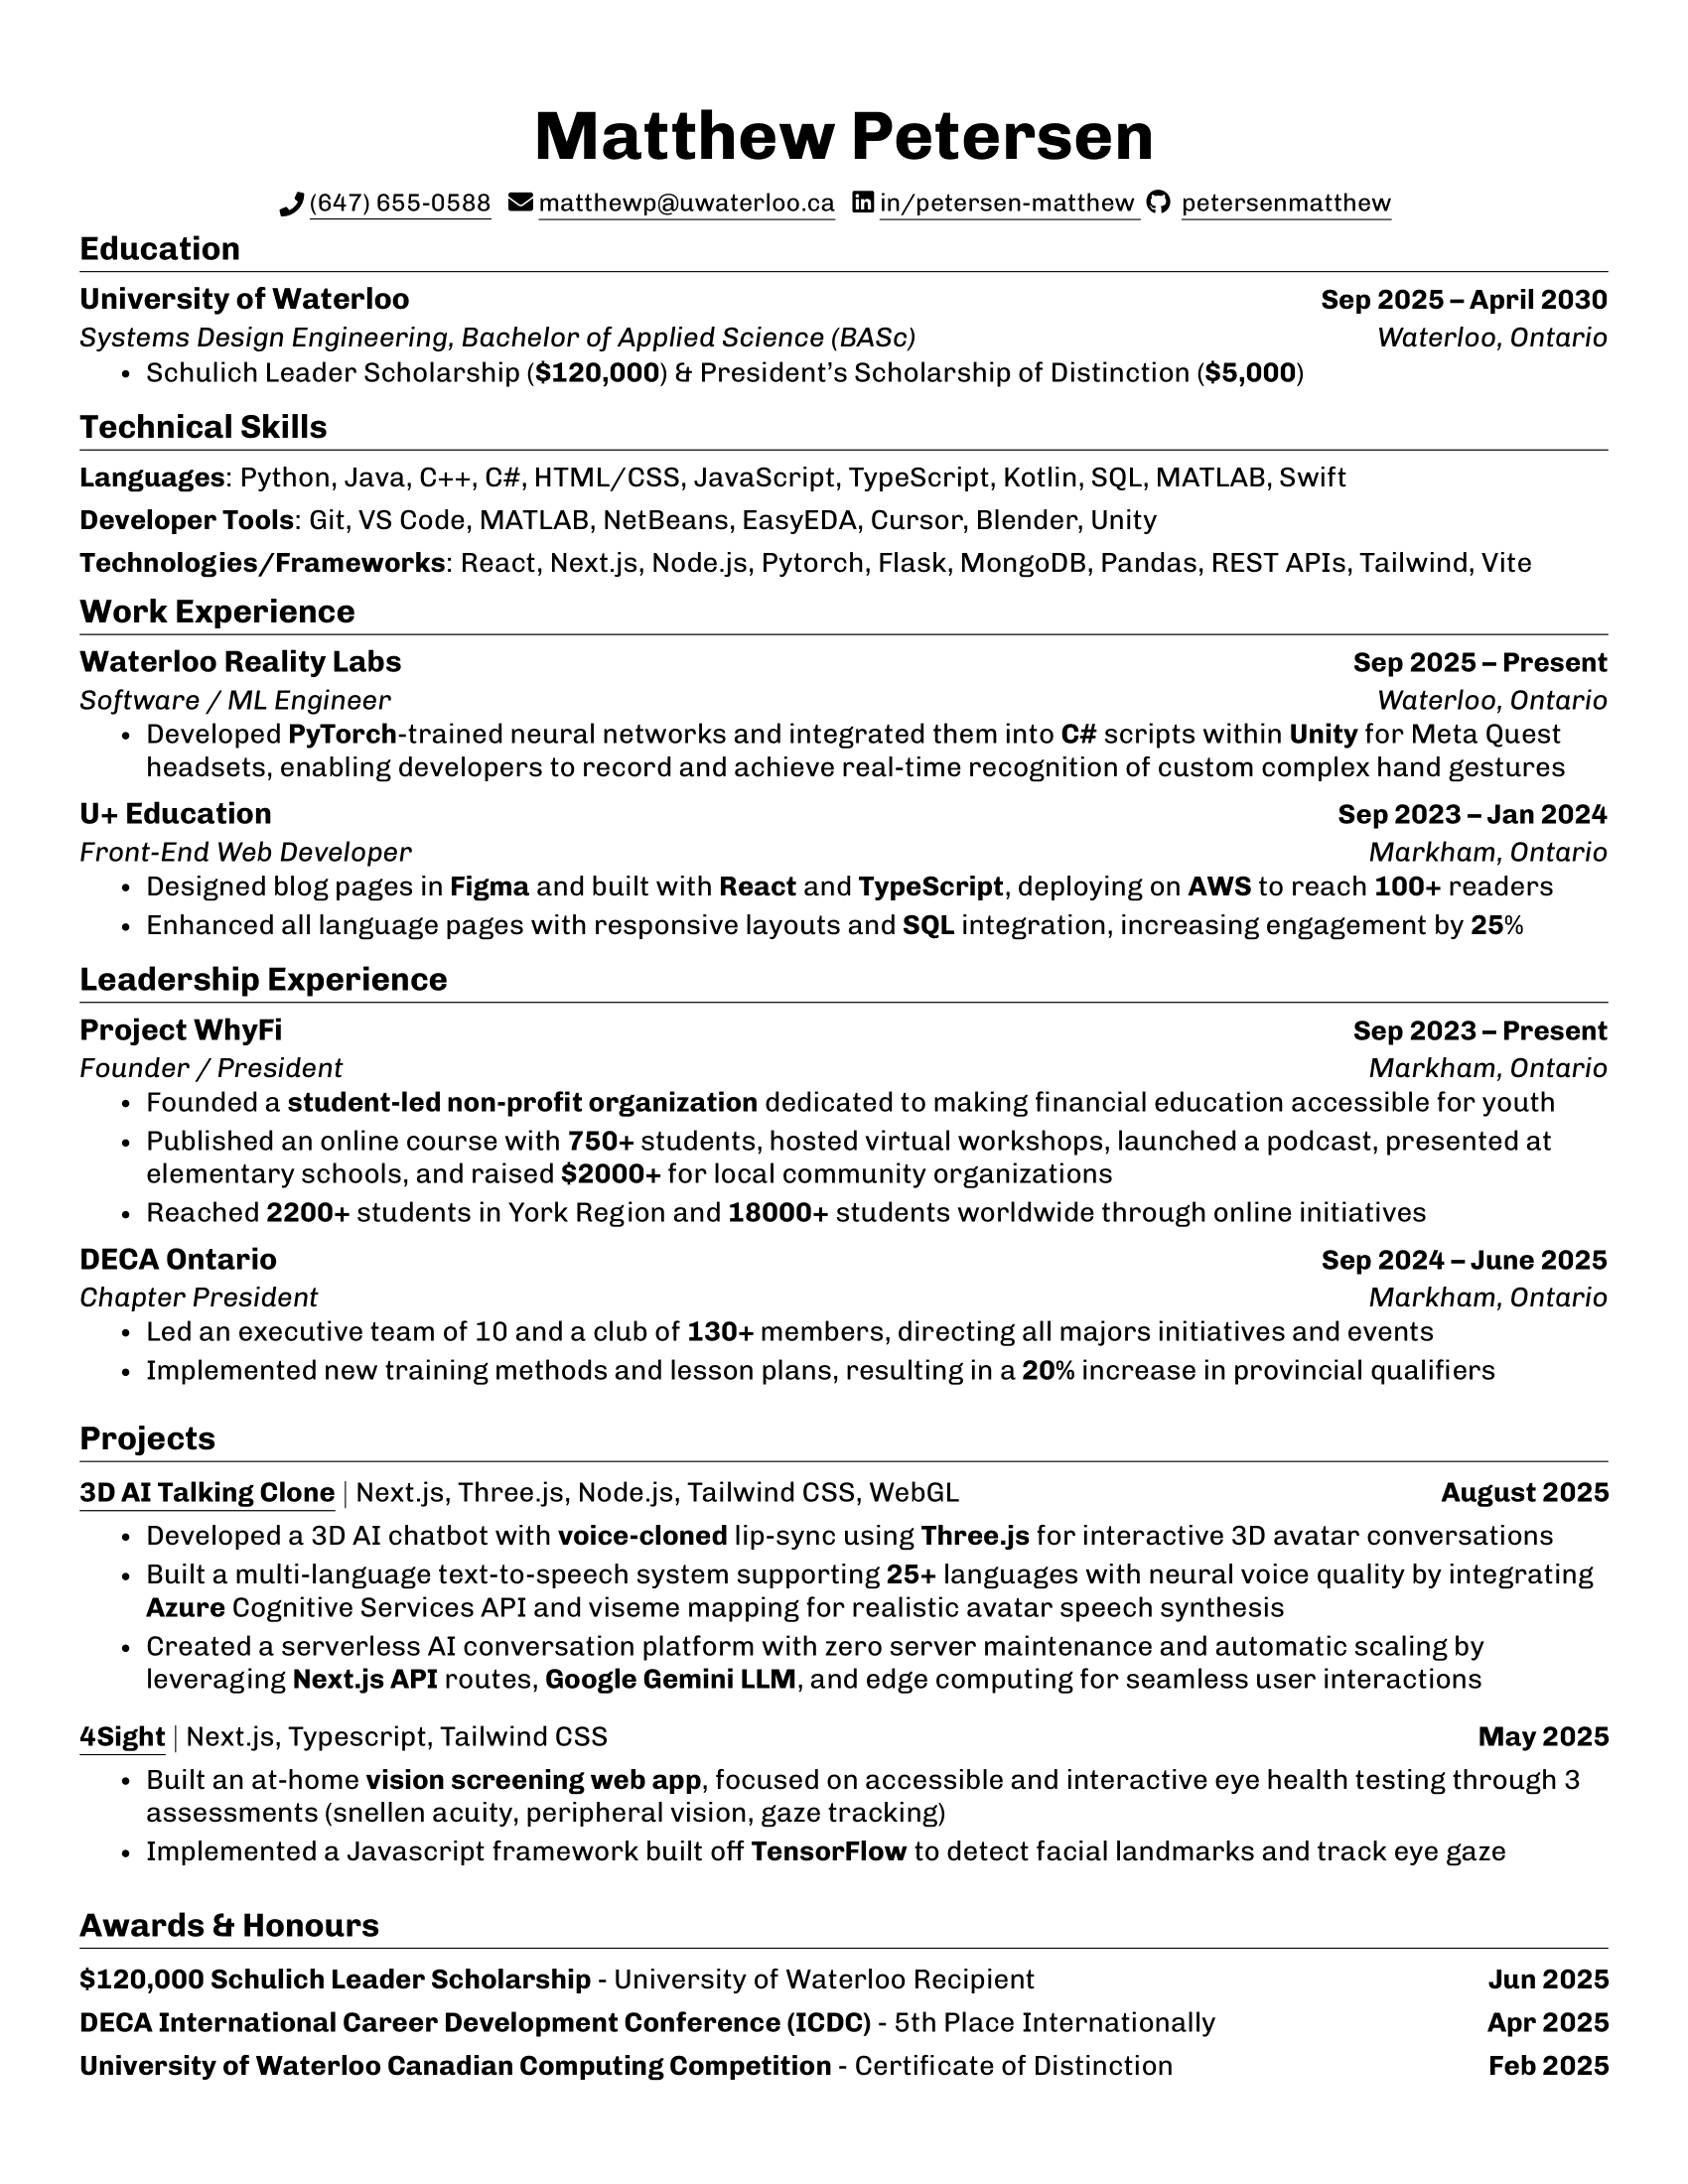 Matthew Petersen
(647) 655-0588 matthewp@uwaterloo.ca in/petersen-matthew petersenmatthew
Education
University of Waterloo Sep 2025 – April 2030
Systems Design Engineering, Bachelor of Applied Science (BASc) Waterloo, Ontario
• Schulich Leader Scholarship ($120,000) & President’s Scholarship of Distinction ($5,000)
Technical Skills
Languages: Python, Java, C++, C#, HTML/CSS, JavaScript, TypeScript, Kotlin, SQL, MATLAB, Swift
Developer Tools: Git, VS Code, MATLAB, NetBeans, EasyEDA, Cursor, Blender, Unity
Technologies/Frameworks: React, Next.js, Node.js, Pytorch, Flask, MongoDB, Pandas, REST APIs, Tailwind, Vite
Work Experience
Waterloo Reality Labs Sep 2025 – Present
Software / ML Engineer Waterloo, Ontario
• Developed PyTorch-trained neural networks and integrated them into C# scripts within Unity for Meta Quest
headsets, enabling developers to record and achieve real-time recognition of custom complex hand gestures
U+ Education Sep 2023 – Jan 2024
Front-End Web Developer Markham, Ontario
• Designed blog pages in Figma and built with React and TypeScript, deploying on AWS to reach 100+ readers
• Enhanced all language pages with responsive layouts and SQL integration, increasing engagement by 25%
Leadership Experience
Project WhyFi Sep 2023 – Present
Founder / President Markham, Ontario
• Founded a student-led non-profit organization dedicated to making financial education accessible for youth
• Published an online course with 750+ students, hosted virtual workshops, launched a podcast, presented at
elementary schools, and raised $2000+ for local community organizations
• Reached 2200+ students in York Region and 18000+ students worldwide through online initiatives
DECA Ontario Sep 2024 – June 2025
Chapter President Markham, Ontario
• Led an executive team of 10 and a club of 130+ members, directing all majors initiatives and events
• Implemented new training methods and lesson plans, resulting in a 20% increase in provincial qualifiers
Projects
3D AI Talking Clone | Next.js, Three.js, Node.js, Tailwind CSS, WebGL August 2025
• Developed a 3D AI chatbot with voice-cloned lip-sync using Three.js for interactive 3D avatar conversations
• Built a multi-language text-to-speech system supporting 25+ languages with neural voice quality by integrating
Azure Cognitive Services API and viseme mapping for realistic avatar speech synthesis
• Created a serverless AI conversation platform with zero server maintenance and automatic scaling by
leveraging Next.js API routes, Google Gemini LLM, and edge computing for seamless user interactions
4Sight | Next.js, Typescript, Tailwind CSS May 2025
• Built an at-home vision screening web app, focused on accessible and interactive eye health testing through 3
assessments (snellen acuity, peripheral vision, gaze tracking)
• Implemented a Javascript framework built off TensorFlow to detect facial landmarks and track eye gaze
Awards & Honours
$120,000 Schulich Leader Scholarship - University of Waterloo Recipient Jun 2025
DECA International Career Development Conference (ICDC) - 5th Place Internationally Apr 2025
University of Waterloo Canadian Computing Competition - Certificate of Distinction Feb 2025